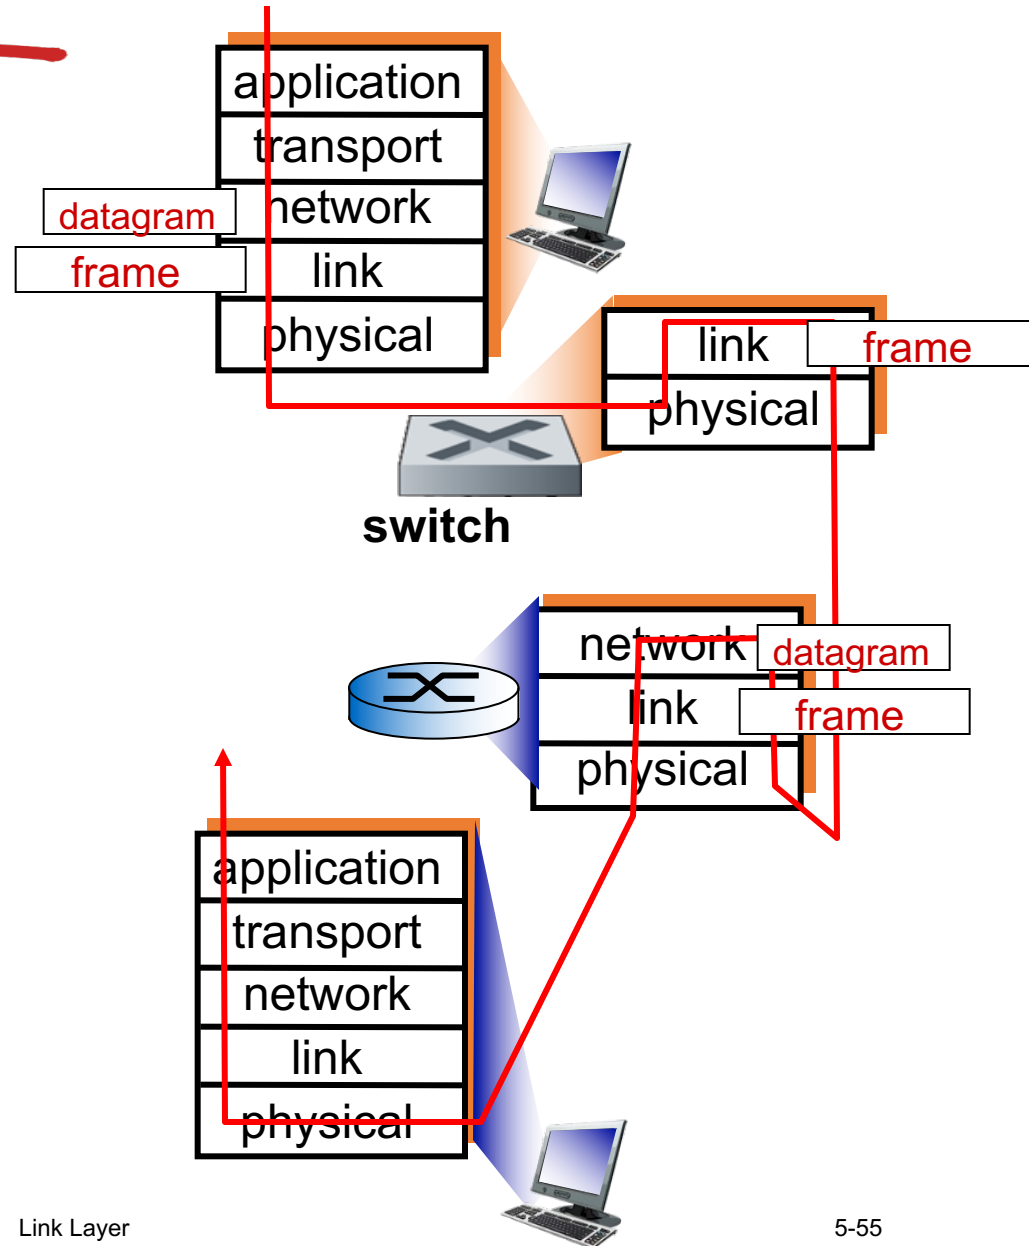 application
transport
datagram
network
frame
link
physical
link
frame
physical
switch
network
datagram
link
frame
physical
application
transport
network
link
physical
Link Layer
5-55